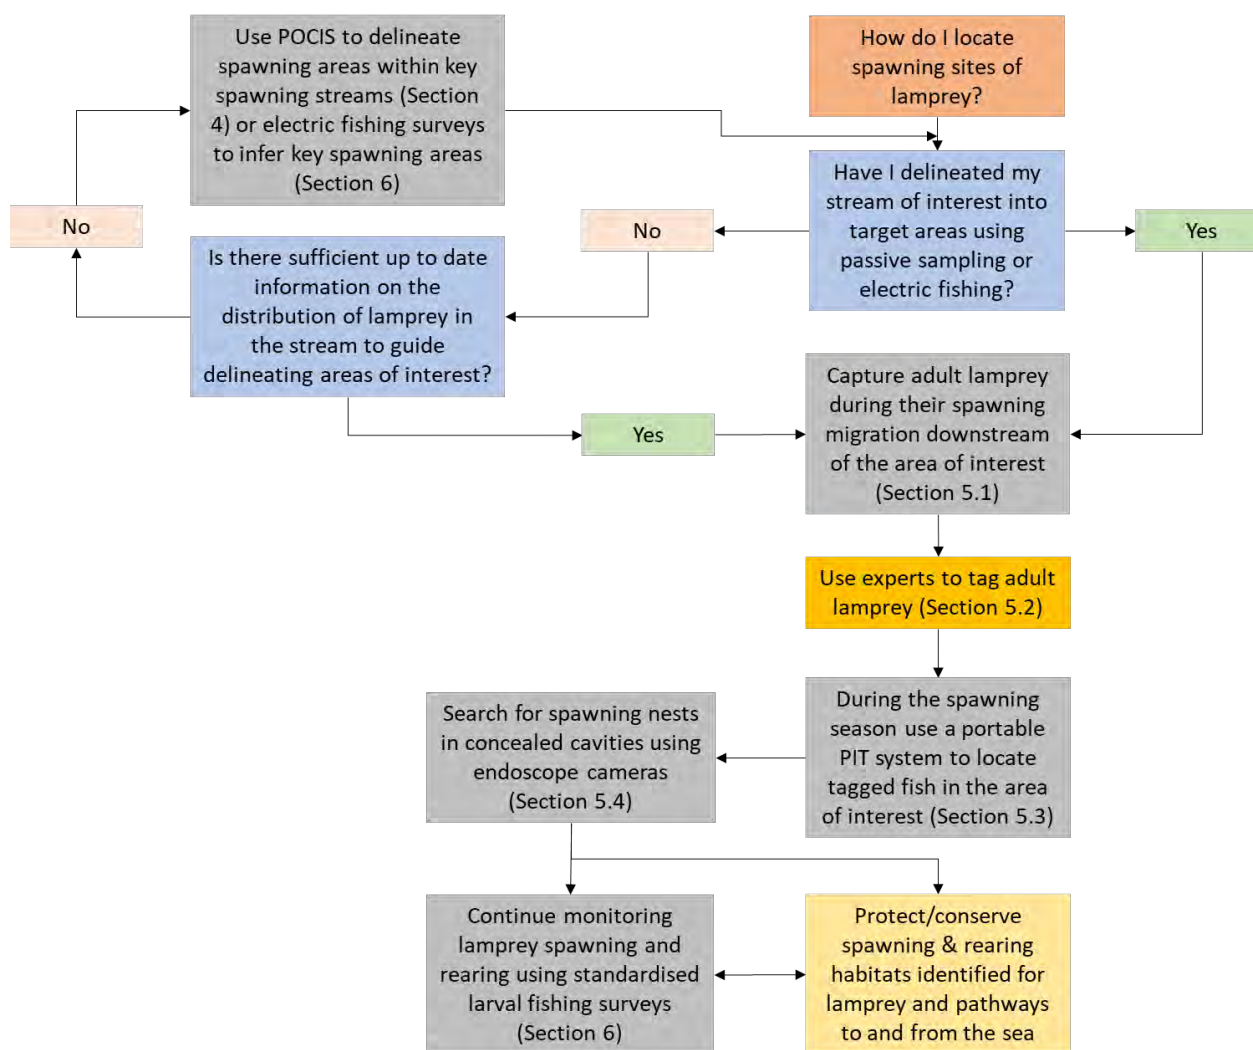 How do I locate
spawning sites of
lamprey?
Have I delineated my
stream of interest into
target areas using
passive sampling or
electric fishing?
Yes
No
Is there sufficient up to date
information on the
distribution of lamprey in
the stream to guide
delineating areas of interest?
No
Use POCIS to delineate
spawning areas within key
spawning streams (Section
4) or electric fishing surveys
to infer key spawning areas
(Section 6)
Yes
Capture adult lamprey
during their spawning
migration downstream
of the area of interest
(Section 5.1)
Use experts to tag adult
lamprey (Section 5.2)
During the spawning
season use a portable
PIT system to locate
tagged fish in the area
of interest (Section 5.3)
Search for spawning nests
in concealed cavities using
endoscope cameras
(Section 5.4)
Continue monitoring
lamprey spawning and
rearing using standardised
larval fishing surveys
(Section 6)
Protect/conserve
spawning & rearing
habitats identified for
lamprey and pathways
to and from the sea